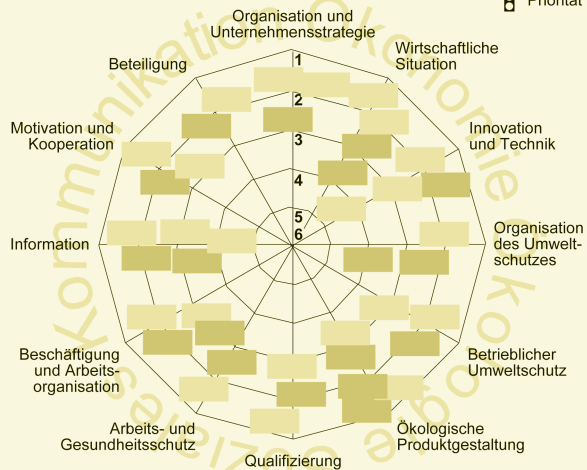 Priorität
Organisation und
Unternehmensstrategie
Wirtschaftliche
Situation
Beteiligung
1
2
3
4
5
6
Motivation und
Kooperation
Innovation
und Technik
Information
Organisation
des Umwelt-
schutzes
Beschäftigung
und Arbeits-
organisation
Betrieblicher
Umweltschutz
Arbeits- und
Gesundheitsschutz
Ökologische
Produktgestaltung
Qualifizierung
Kommunikation
Ökonomie
Ökologie
Soziales